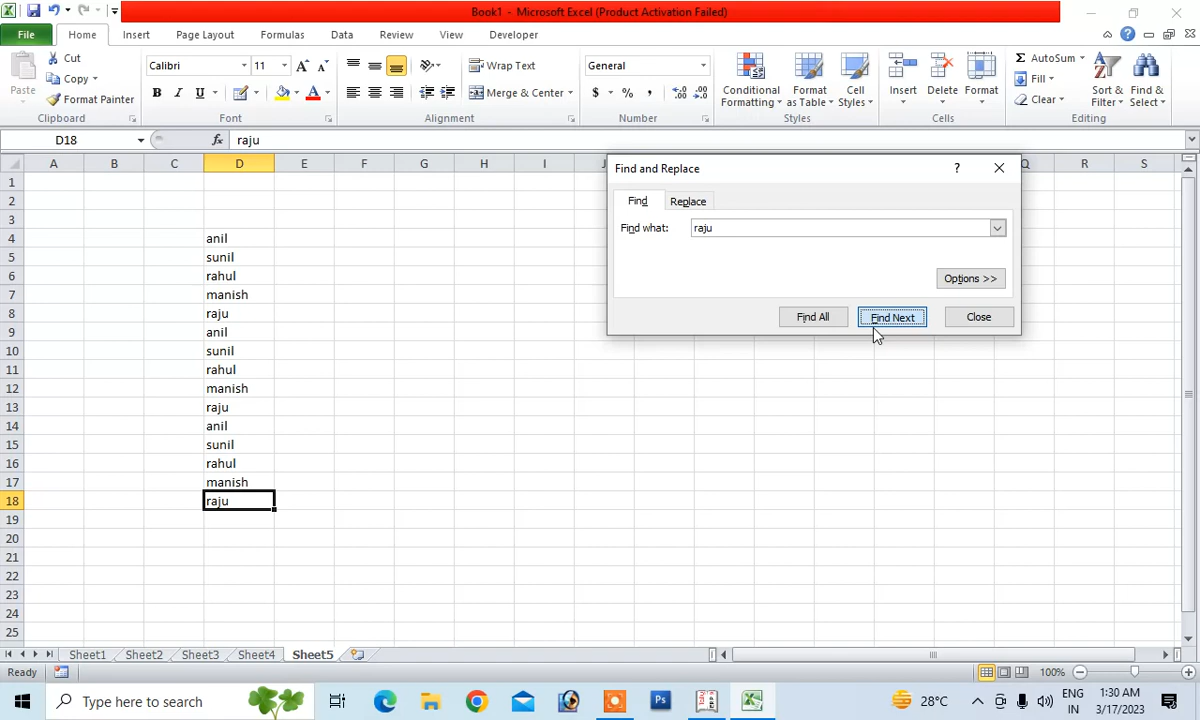 Book1 - Microsoft Excel (Product Activation Failed)
File Home Insert Page Layout Formulas Data Review View Developer
Paste
Cut
Copy
Format Painter
Clipboard
Calibri 11
B I U
Font
Wrap Text
Merge & Center
Alignment
General
$ % ,
Number
Conditional Formatting
Format as Table
Cell Styles
Styles
Insert
Delete
Format
Cells
Σ AutoSum
Fill
Clear
Sort & Filter
Find & Select
Editing
D18 fx raju
A B C D E F G H I J Q R S
1
2
3
4 anil
5 sunil
6 rahul
7 manish
8 raju
9 anil
10 sunil
11 rahul
12 manish
13 raju
14 anil
15 sunil
16 rahul
17 manish
18 raju
19
20
21
22
23
24
25
Find and Replace ?
Find Replace
Find what: raju
Options >>
Find All Find Next Close
Sheet1 Sheet2 Sheet3 Sheet4 Sheet5
Ready 100%
Type here to search
Ps
28°C
ENG
IN
1:30 AM
3/17/2023